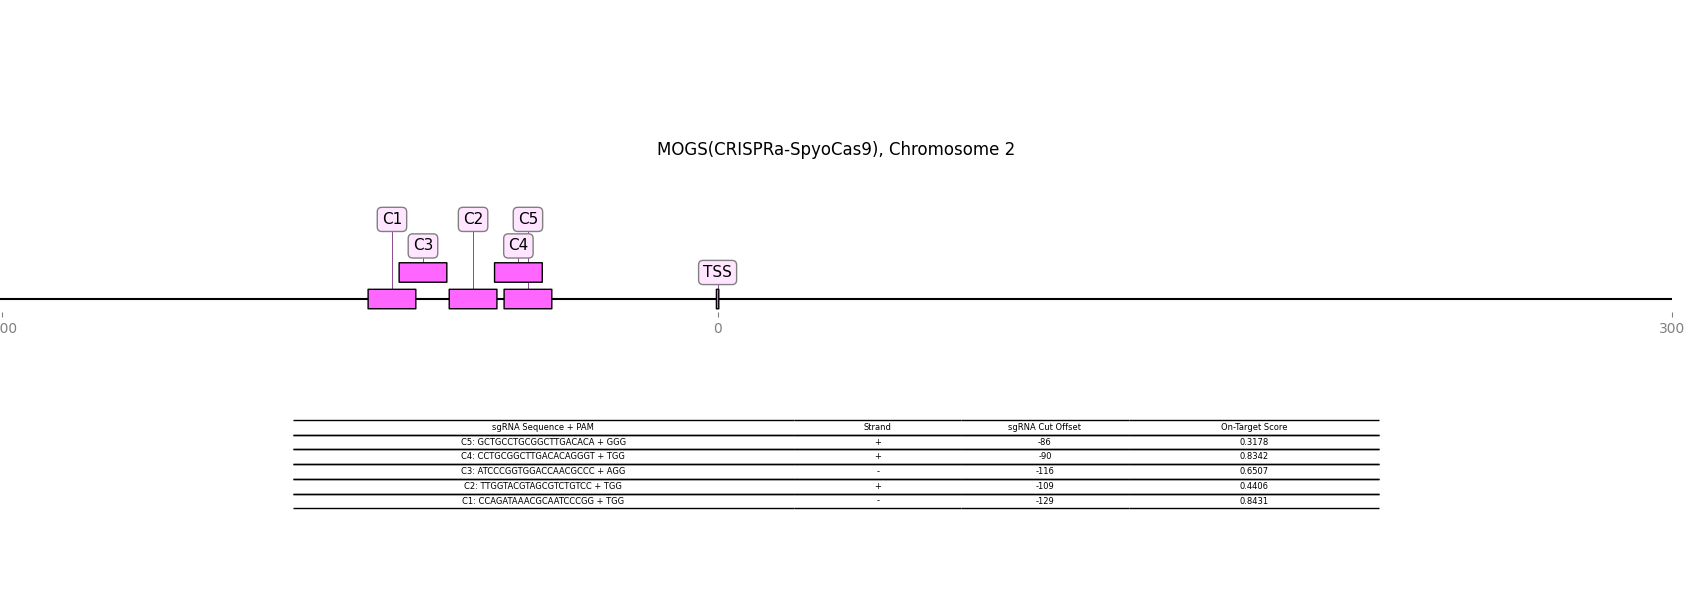 MOGS(CRISPRa-SpyoCas9), Chromosome 2
C1 C2 C5
C3 C4
TSS
00 0 300
sgRNA Sequence + PAM Strand sgRNA Cut Offset On-Target Score
C5: GCTGCCTGCGGCTTGACACA + GGG + -86 0.3178
C4: CCTGCGGCTTGACACAGGGT + TGG + -90 0.8342
C3: ATCCCGGTGGACCAACGCCC + AGG - -116 0.6507
C2: TTGGTACGTAGCGTCTGTCC + TGG + -109 0.4406
C1: CCAGATAAACGCAATCCCGG + TGG - -129 0.8431